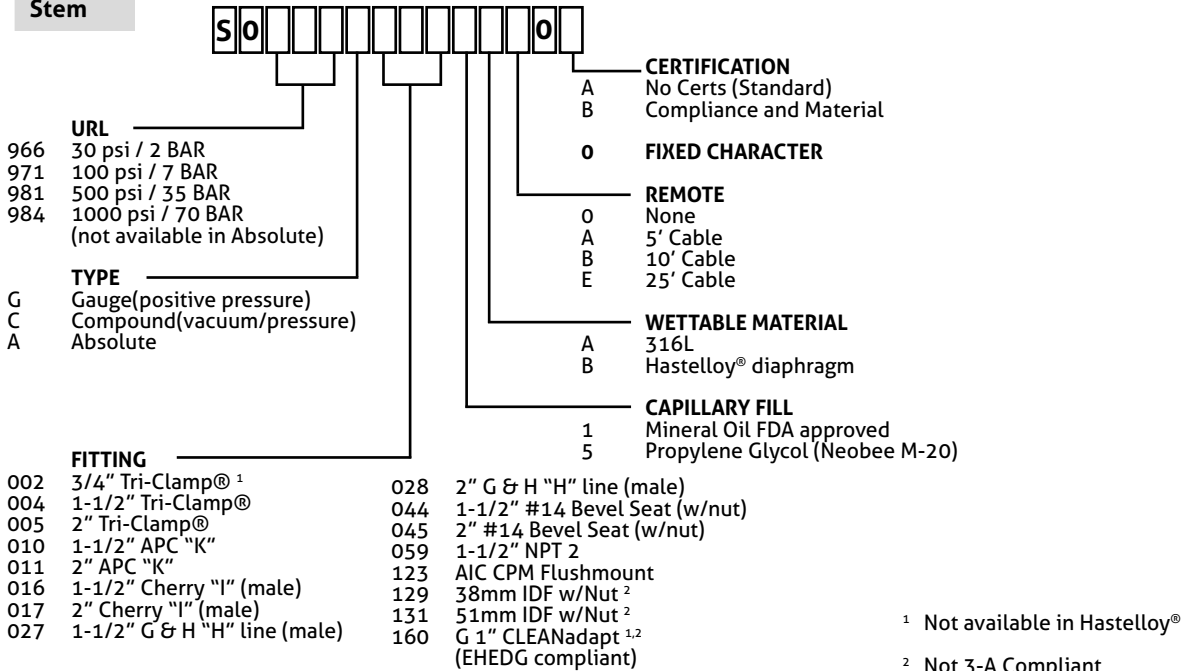 Stem
S O O
CERTIFICATION
A No Certs (Standard)
B Compliance and Material
0 FIXED CHARACTER
REMOTE
0 None
A 5' Cable
B 10' Cable
E 25' Cable
WETTABLE MATERIAL
A 316L
B Hastelloy® diaphragm
CAPILLARY FILL
1 Mineral Oil FDA approved
5 Propylene Glycol (Neobee M-20)
URL
966 30 psi / 2 BAR
971 100 psi / 7 BAR
981 500 psi / 35 BAR
984 1000 psi / 70 BAR
(not available in Absolute)
TYPE
G Gauge(positive pressure)
C Compound(vacuum/pressure)
A Absolute
FITTING
002 3/4" Tri-Clamp® ¹
004 1-1/2" Tri-Clamp®
005 2" Tri-Clamp®
010 1-1/2" APC "K"
011 2" APC "K"
016 1-1/2" Cherry "I" (male)
017 2" Cherry "I" (male)
027 1-1/2" G & H "H" line (male)
028 2" G & H "H" line (male)
044 1-1/2" #14 Bevel Seat (w/nut)
045 2" #14 Bevel Seat (w/nut)
059 1-1/2" NPT 2
123 AIC CPM Flushmount
129 38mm IDF w/Nut ²
131 51mm IDF w/Nut ²
160 G 1" CLEANadapt ¹,²
(EHEDG compliant)
¹ Not available in Hastelloy®
² Not 3-A Compliant